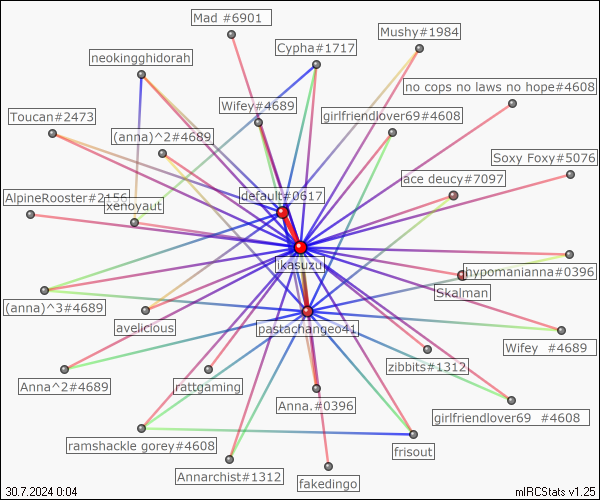 Mad #6901
Mushy#1984
Cypha#1717
neokingghidorah
no cops no laws no hope#4608
Wifey#4689
Toucan#2473
girlfriendlover69#4608
(anna)^2#4689
Soxy Foxy#5076
ace deucy#7097
default#0617
AlpineRooster#2156
xenoyaut
ikasuzu
hypomanianna#0396
Skalman
(anna)^3#4689
avelicious
pastachangeo41
Wifey #4689
zibbits#1312
Anna^2#4689
rattgaming
Anna.#0396
girlfriendlover69 #4608
ramshackle gorey#4608
frisout
Annarchist#1312
fakedingo
30.7.2024 0:04
mIRCStats v1.25